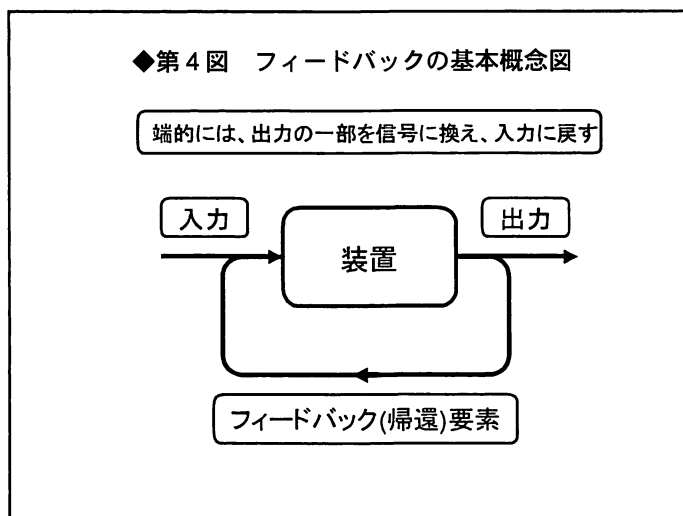 ◆第4図　フィードバックの基本概念図
端的には、出力の一部を信号に換え、入力に戻す
入力
出力
装置
フィードバック(帰還)要素